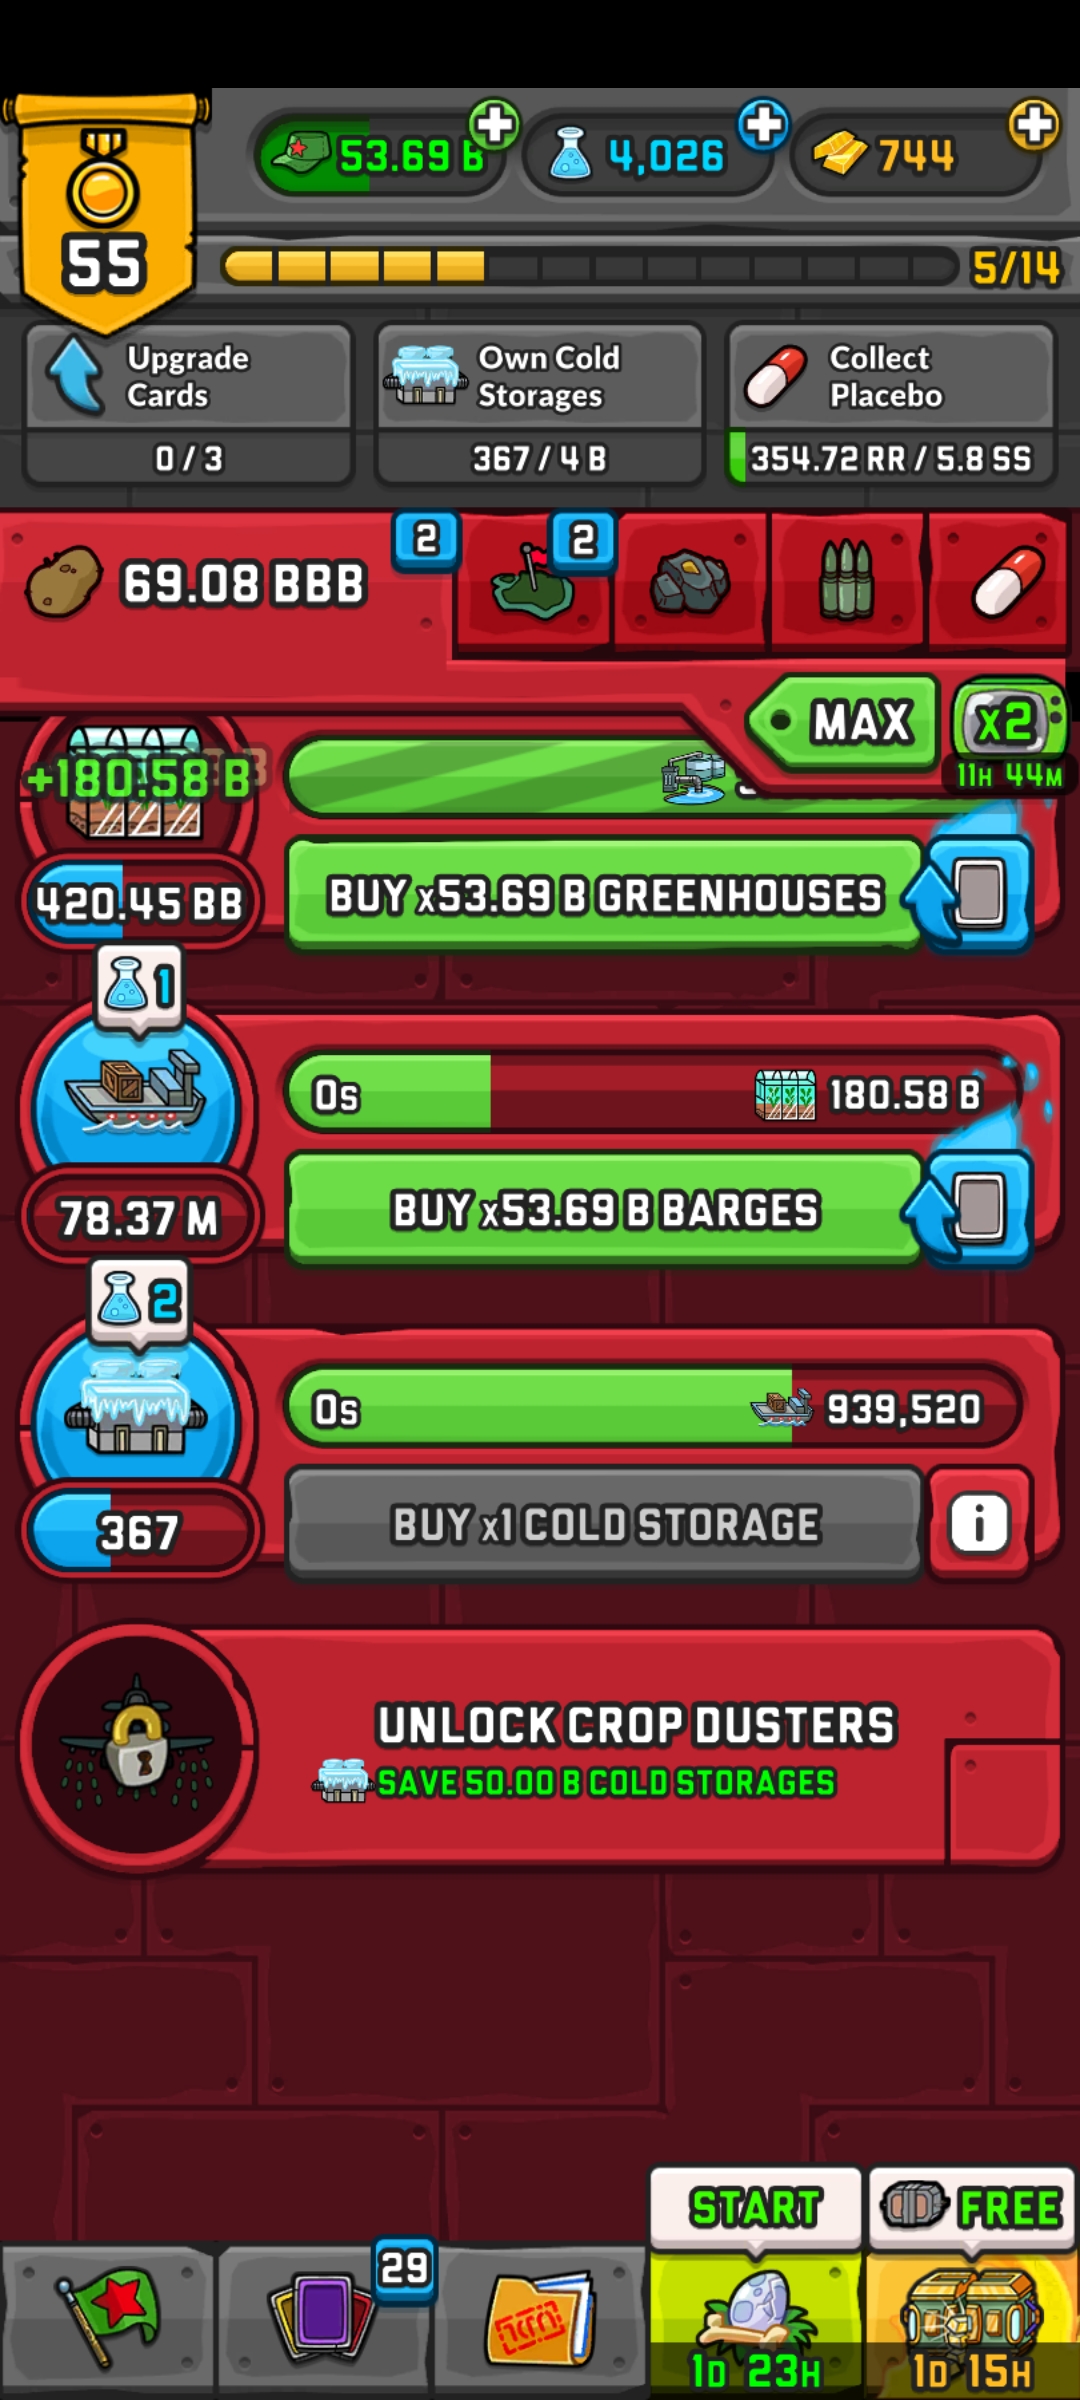 53.69 B
4,026
744
55
5/14
Upgrade
Cards
0 / 3
Own Cold
Storages
367 / 4 B
Collect
Placebo
354.72 RR / 5.8 SS
69.08 BBB
2
2
MAX
x2
11H 44M
+180.58 B
420.45 BB
BUY x53.69 B GREENHOUSES
1
0s
180.58 B
78.37 M
BUY x53.69 B BARGES
2
0s
939,520
367
BUY x1 COLD STORAGE
i
UNLOCK CROP DUSTERS
SAVE 50.00 B COLD STORAGES
START
FREE
29
1D 23H
1D 15H